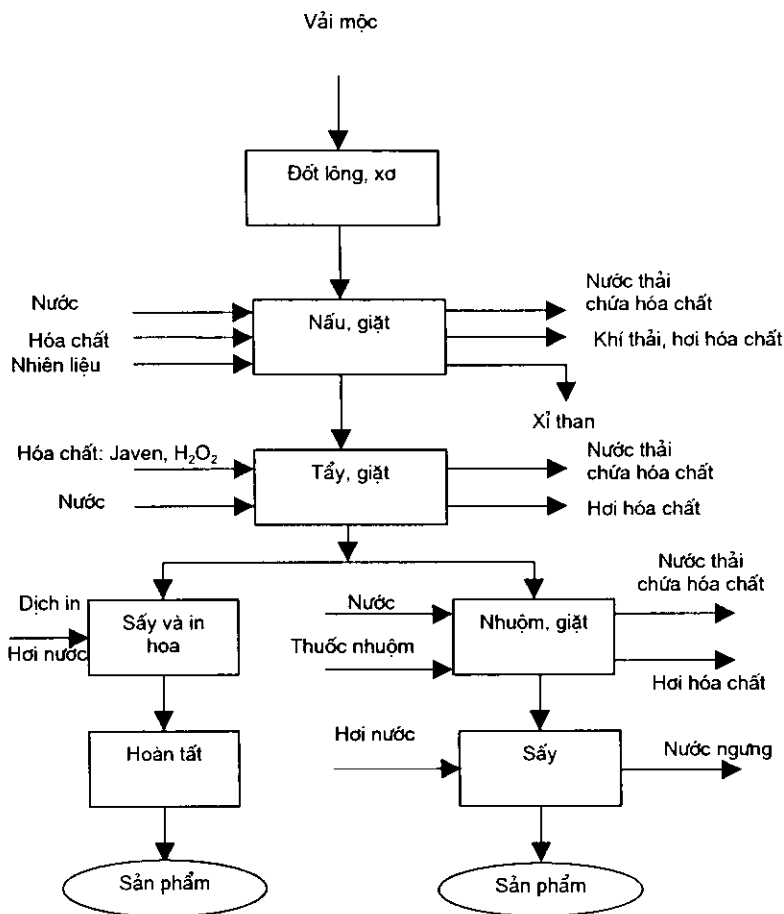 Vải mộc
Đốt lông, xơ
Nước
Hóa chất
Nhiên liệu
Nấu, giặt
Nước thải
chứa hóa chất
Khí thải, hơi hóa chất
Xỉ than
Hóa chất: Javen, H₂O₂
Nước
Tẩy, giặt
Nước thải
chứa hóa chất
Hơi hóa chất
Dịch in
Hơi nước
Sấy và in
hoa
Nước
Thuốc nhuộm
Nhuộm, giặt
Nước thải
chứa hóa chất
Hơi hóa chất
Hoàn tất
Hơi nước
Sấy
Nước ngưng
Sản phẩm
Sản phẩm